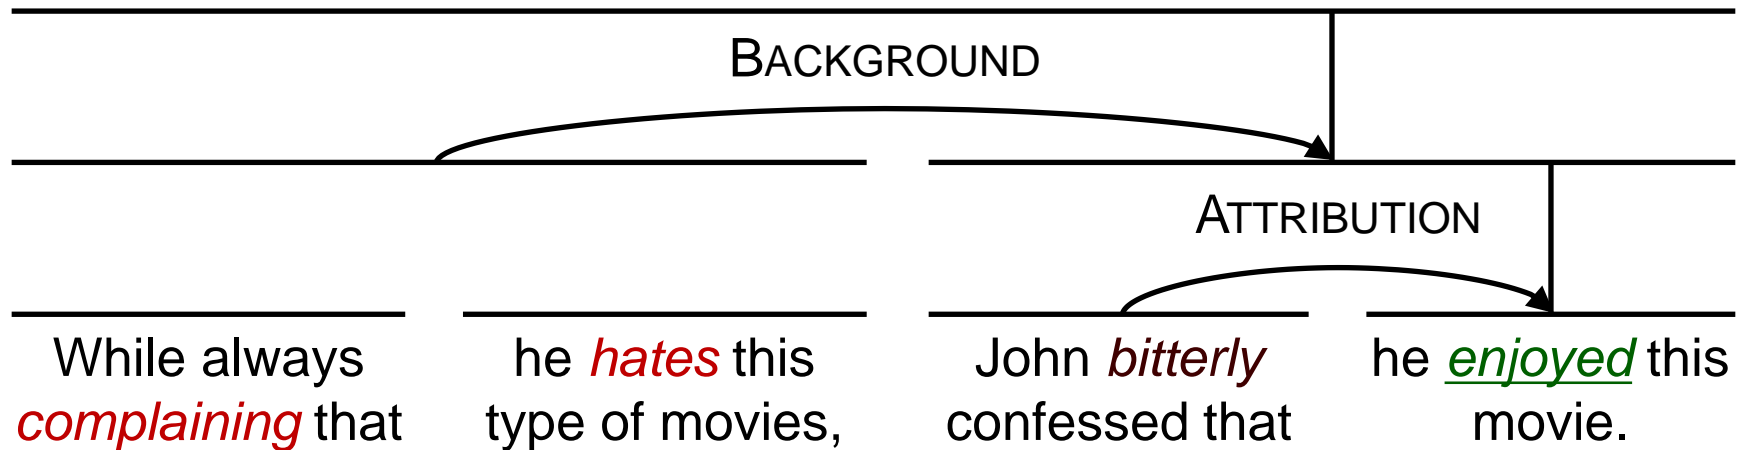 BACKGROUND
ATTRIBUTION
While always
complaining that
he hates this
type of movies,
John bitterly
confessed that
he enjoyed this
movie.